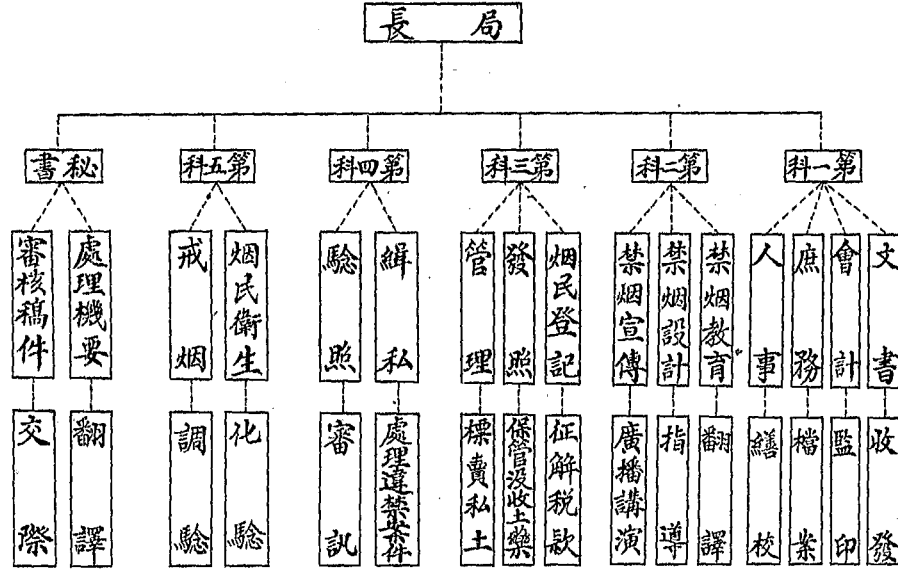 局長
第一科
第二科
第三科
第四科
第五科
秘書
文書
會計
庶務
人事
禁烟教育
禁烟設計
禁烟宣傳
烟民登記
發照
管理
緝私
驗照
烟民衛生
戒烟
處理機要
審核稿件
收發
監印
檔案
繕校
翻譯
指導
廣播講演
征解稅款
保管没收土藥
標賣私土
處理違禁案件
審訊
化驗
調驗
翻譯
交際